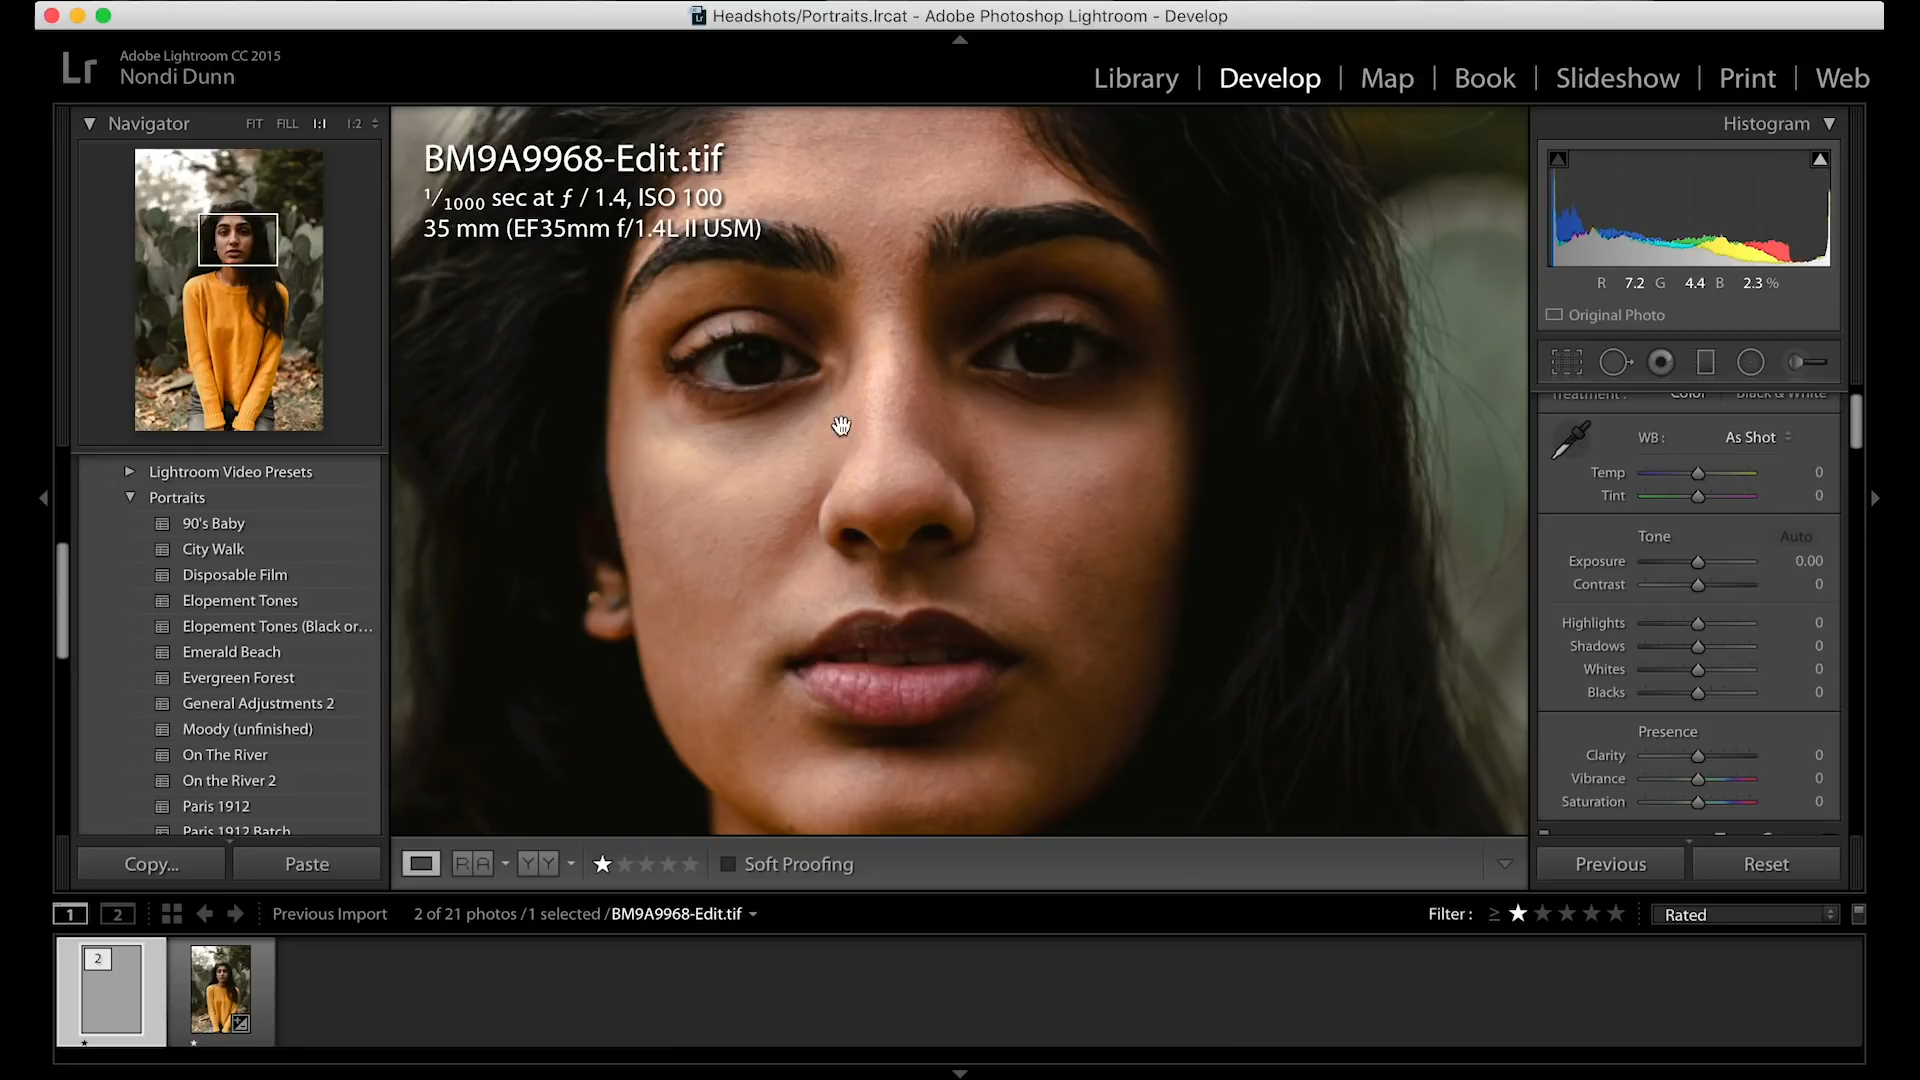 Headshots/Portraits.lrcat - Adobe Photoshop Lightroom - Develop
Lr
Adobe Lightroom CC 2015
Nondi Dunn
Library | Develop | Map | Book | Slideshow | Print | Web
Navigator FIT FILL 1:1 1:2
BM9A9968-Edit.tif
1/1000 sec at ƒ / 1.4, ISO 100
35 mm (EF35mm f/1.4L II USM)
Histogram
R 7.2 G 4.4 B 2.3 %
Original Photo
Treatment : Color Black & White
WB : As Shot
Temp 0
Tint 0
Tone Auto
Exposure 0.00
Contrast 0
Highlights 0
Shadows 0
Whites 0
Blacks 0
Presence
Clarity 0
Vibrance 0
Saturation 0
Lightroom Video Presets
Portraits
90's Baby
City Walk
Disposable Film
Elopement Tones
Elopement Tones (Black or...
Emerald Beach
Evergreen Forest
General Adjustments 2
Moody (unfinished)
On The River
On the River 2
Paris 1912
Paris 1912 Batch
Copy... Paste
R A Y Y Soft Proofing
Previous Reset
1 2 Previous Import 2 of 21 photos /1 selected /BM9A9968-Edit.tif
Filter : ≥ Rated
2